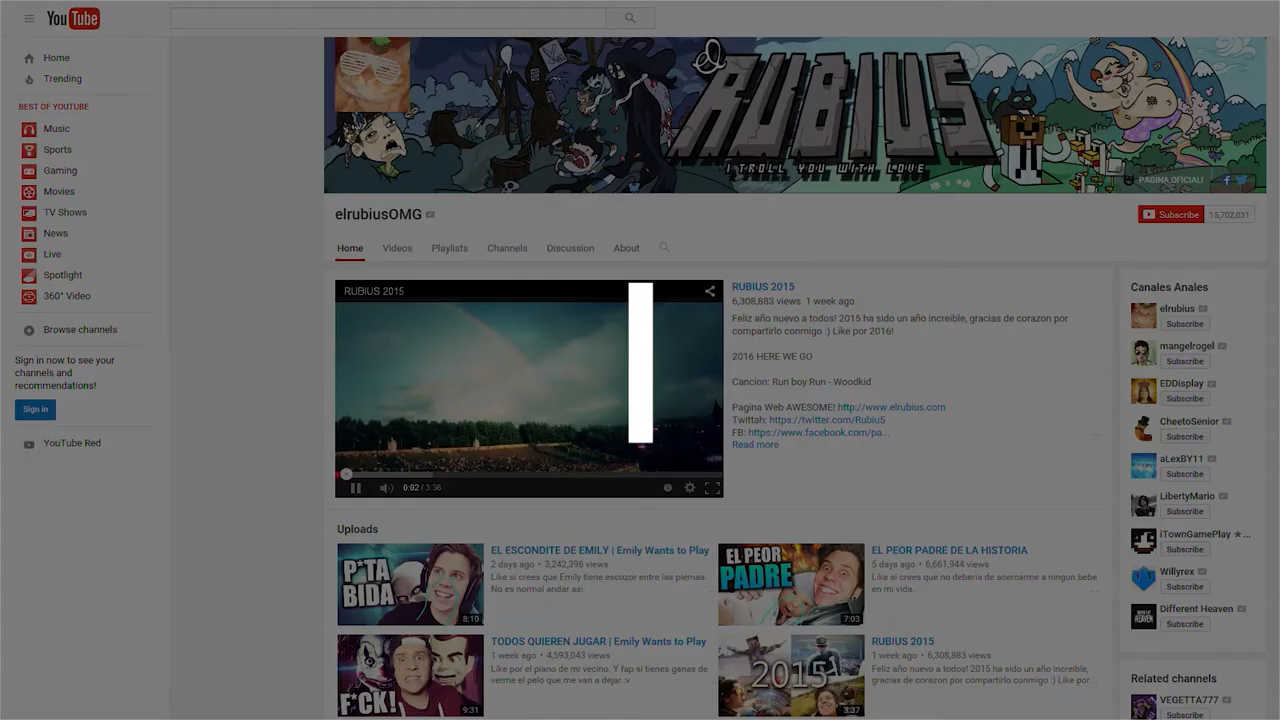 YouTube
Home
Trending
BEST OF YOUTUBE
Music
Sports
Gaming
Movies
TV Shows
News
Live
Spotlight
360° Video
Browse channels
Sign in now to see your
channels and
recommendations!
Sign in
YouTube Red
el RUBIUS
I TROLL YOU WITH LOVE
PAGINA OFICIAL!
elrubiusOMG
Subscribe 15,702,031
Home Videos Playlists Channels Discussion About
RUBIUS 2015
0:02 / 3:36
RUBIUS 2015
6,308,883 views 1 week ago
Feliz año nuevo a todos! 2015 ha sido un año increible, gracias de corazon por
compartirlo conmigo :) Like por 2016!
2016 HERE WE GO
Cancion: Run boy Run - Woodkid
Pagina Web AWESOME! http://www.elrubius.com
Twittah: https://twitter.com/Rubiu5
FB: https://www.facebook.com/pa...
Read more
Uploads
P*TA
BIDA
8:10
EL ESCONDITE DE EMILY | Emily Wants to Play
2 days ago • 3,242,396 views
Like si crees que Emily tiene escozor entre las piernas.
No es normal andar asi.
EL PEOR
PADRE
7:03
EL PEOR PADRE DE LA HISTORIA
5 days ago • 6,661,944 views
Like si crees que no deberia de acercarme a ningun bebe
en mi vida.
F*CK!
9:31
TODOS QUIEREN JUGAR | Emily Wants to Play
1 week ago • 4,593,043 views
Like por el piano de mi vecino. Y fap si tienes ganas de
verme el pelo que me van a dejar :v
2015
3:37
RUBIUS 2015
1 week ago • 6,308,883 views
Feliz año nuevo a todos! 2015 ha sido un año increible,
gracias de corazon por compartirlo conmigo :) Like por...
Canales Anales
elrubius
Subscribe
mangelrogel
Subscribe
EDDisplay
Subscribe
CheetoSenior
Subscribe
aLexBY11
Subscribe
LibertyMario
Subscribe
iTownGamePlay ★...
Subscribe
Willyrex
Subscribe
Different Heaven
Subscribe
Related channels
VEGETTA777
Subscribe